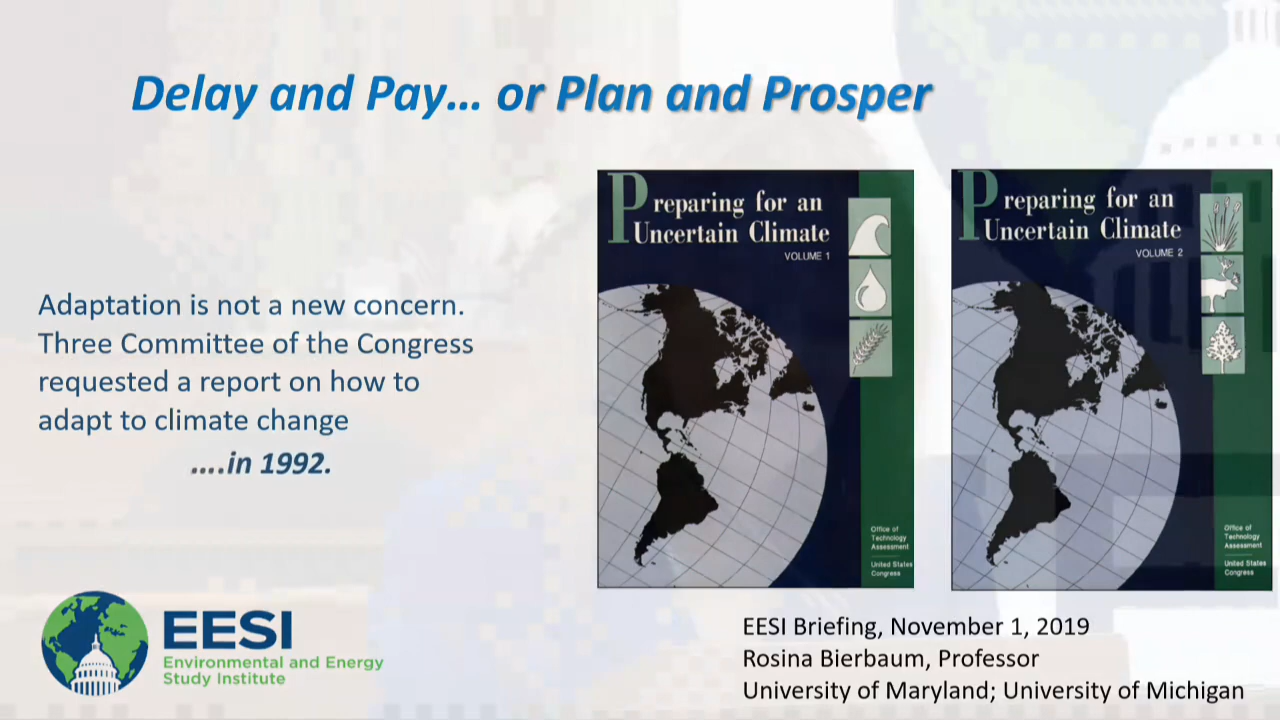 Delay and Pay... or Plan and Prosper
Adaptation is not a new concern.
Three Committee of the Congress
requested a report on how to
adapt to climate change
....in 1992.
Preparing for an
Uncertain Climate
VOLUME 1
Office of
Technology
Assessment
United States
Congress
Preparing for an
Uncertain Climate
VOLUME 2
Office of
Technology
Assessment
United States
Congress
EESI
Environmental and Energy
Study Institute
EESI Briefing, November 1, 2019
Rosina Bierbaum, Professor
University of Maryland; University of Michigan